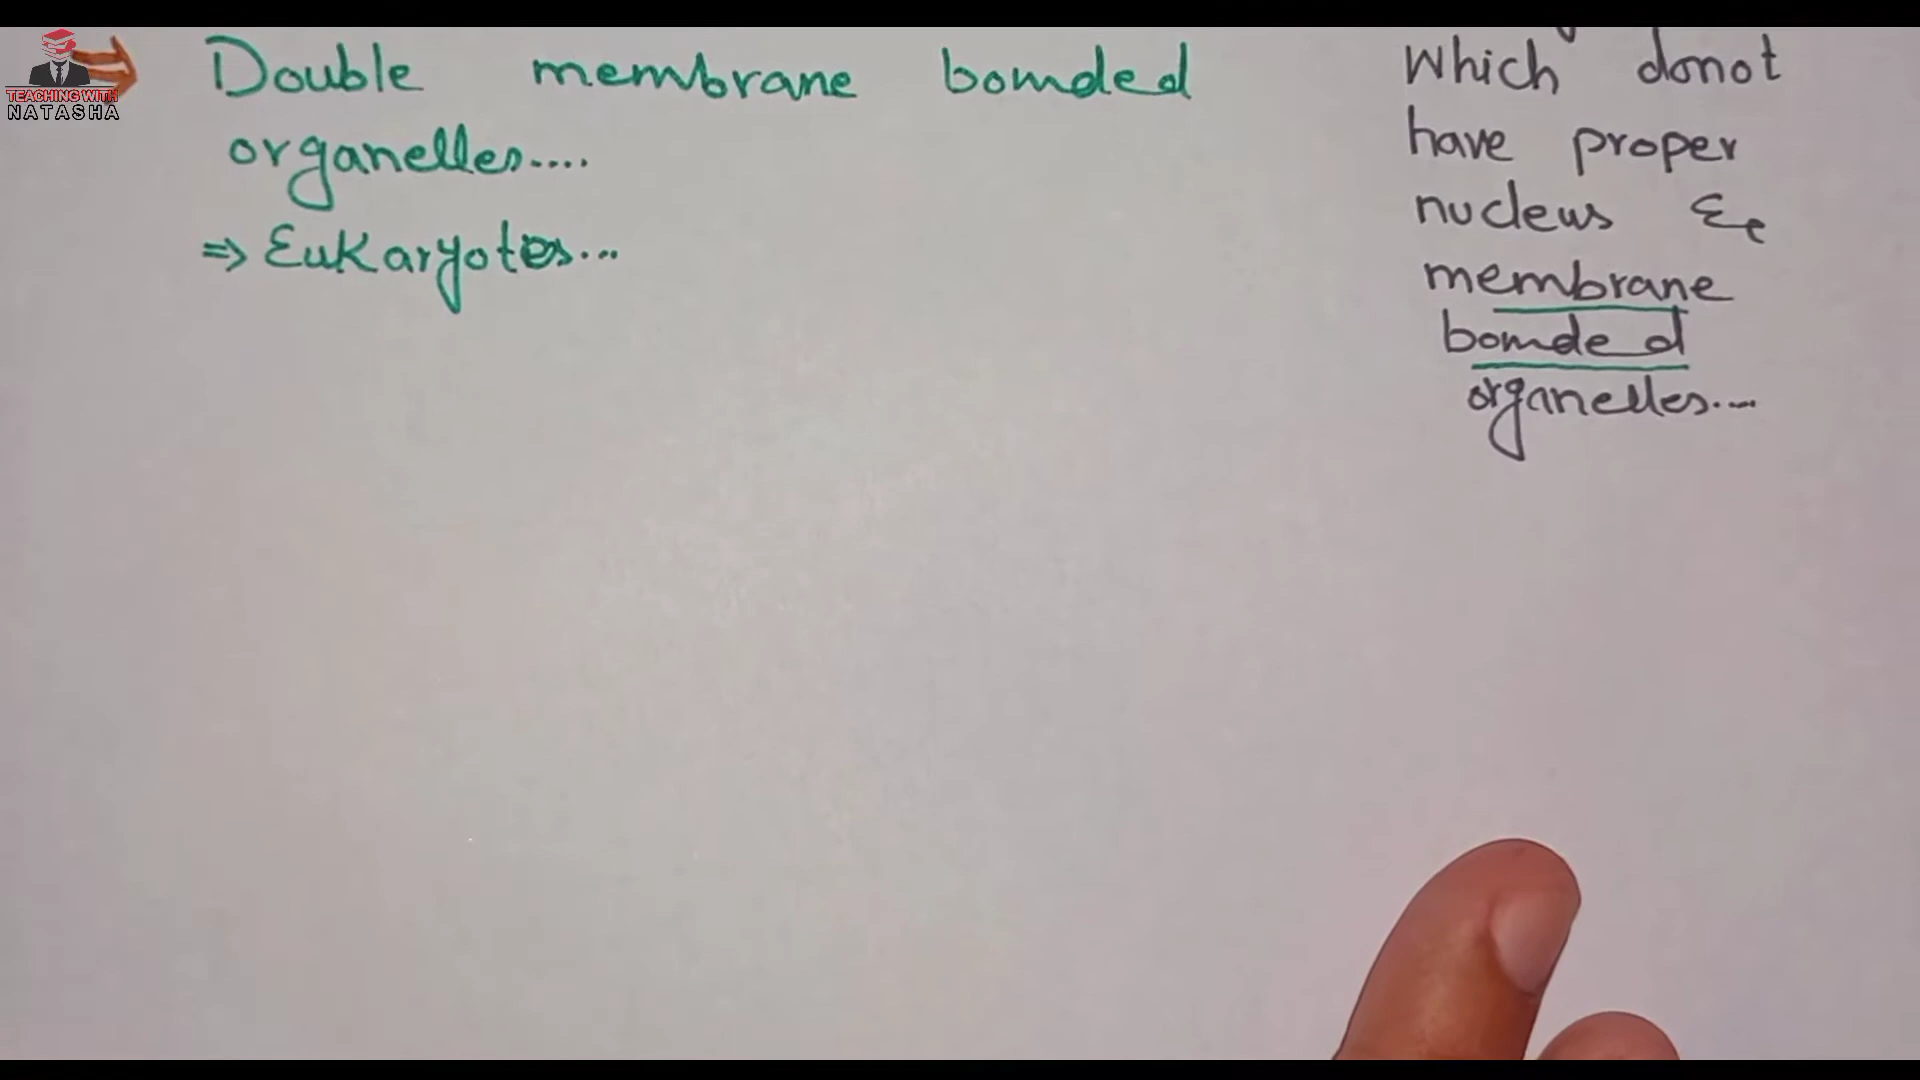 TEACHING WITH
NATASHA
Double membrane bomded
organelles....
⇒ Eukaryotes...
Which donot
have proper
nucleus &
membrane
bomded
organelles....